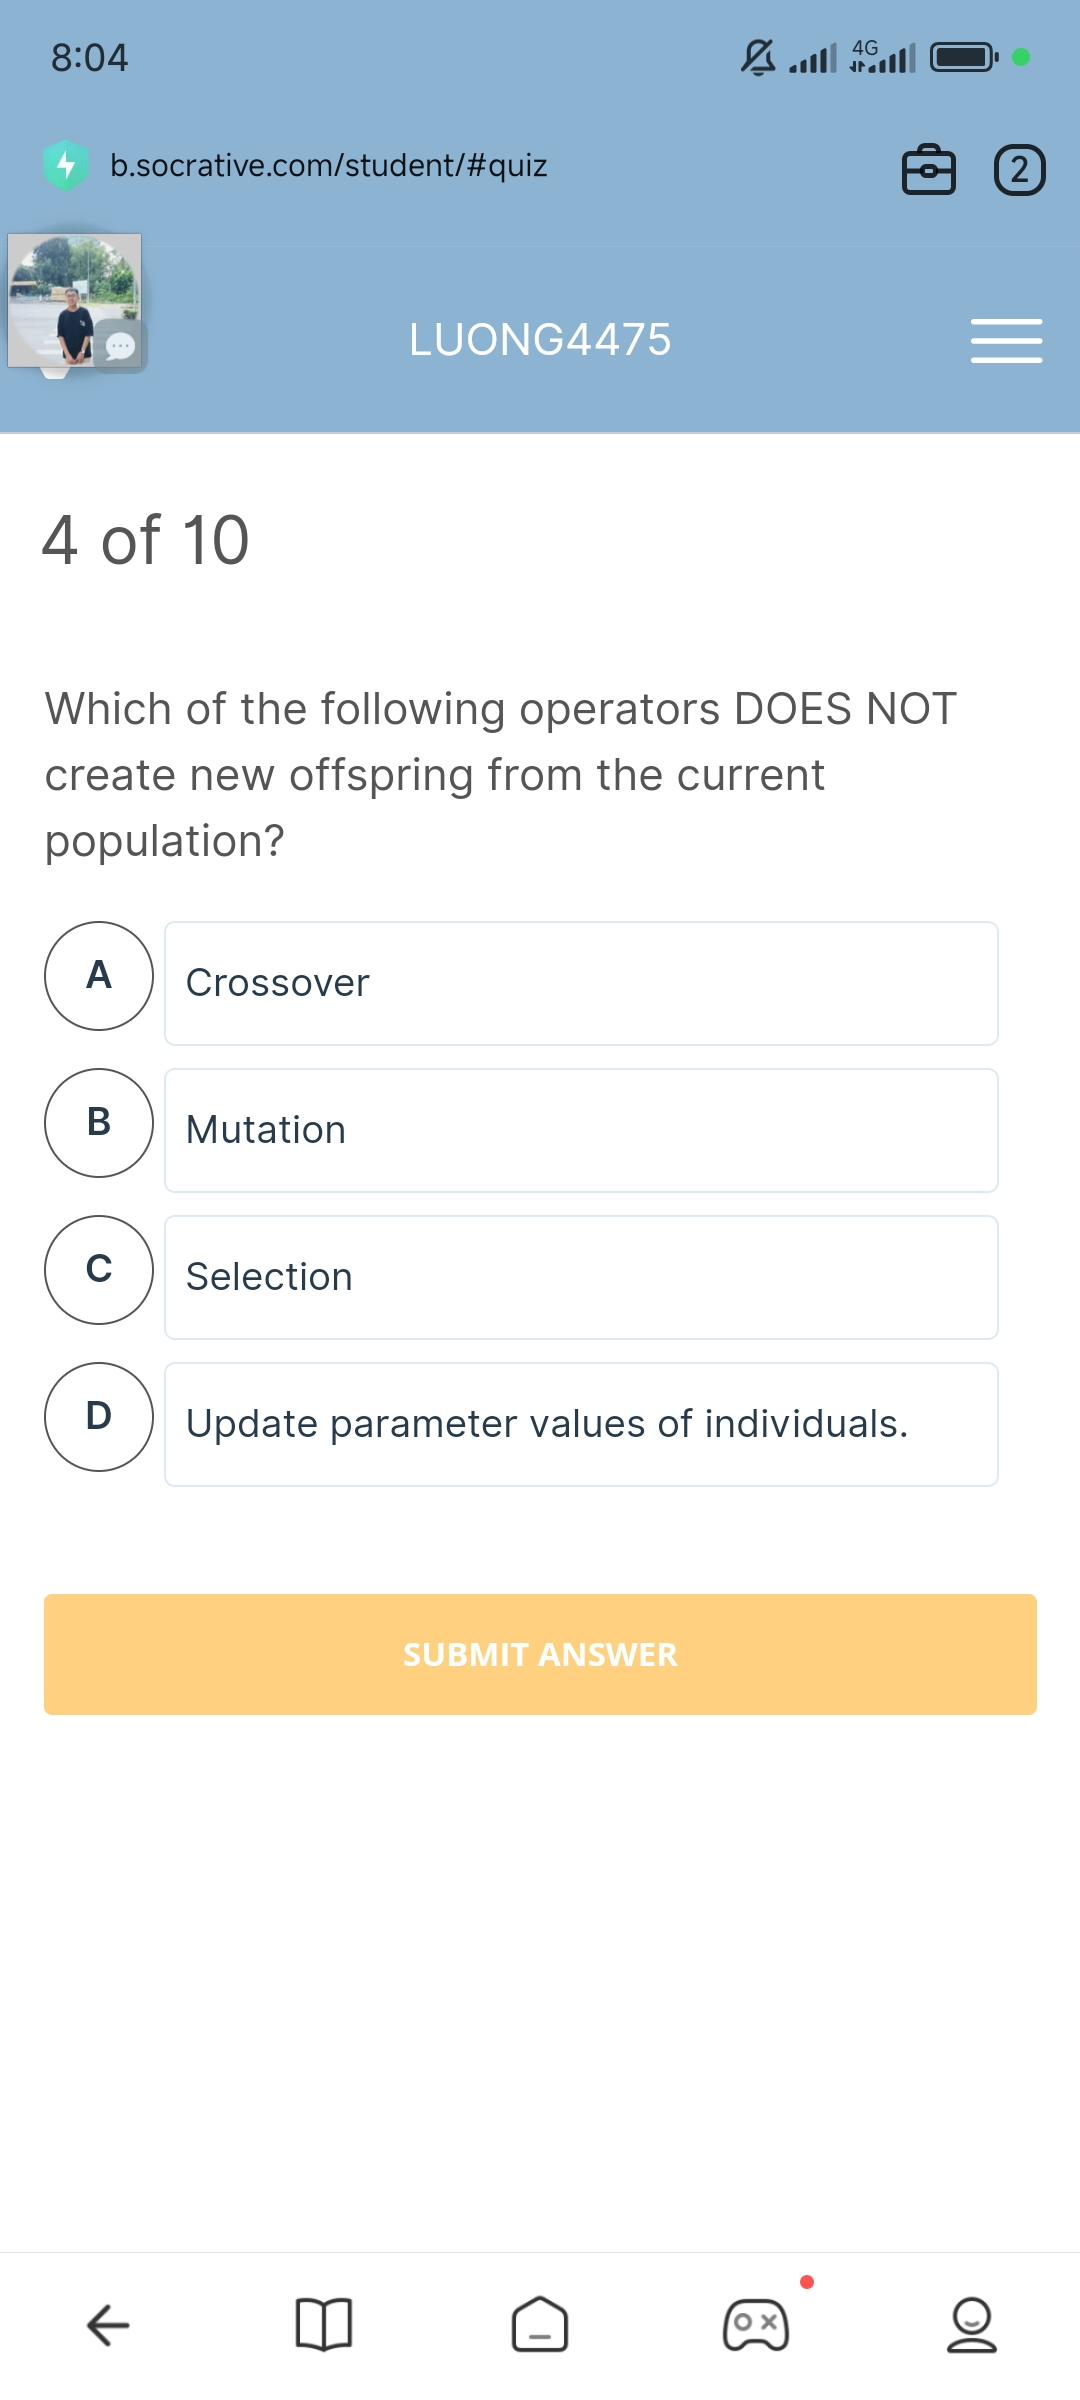 8:04
4G
b.socrative.com/student/#quiz
2
LUONG4475
4 of 10
Which of the following operators DOES NOT
create new offspring from the current
population?
A
Crossover
B
Mutation
C
Selection
D
Update parameter values of individuals.
SUBMIT ANSWER